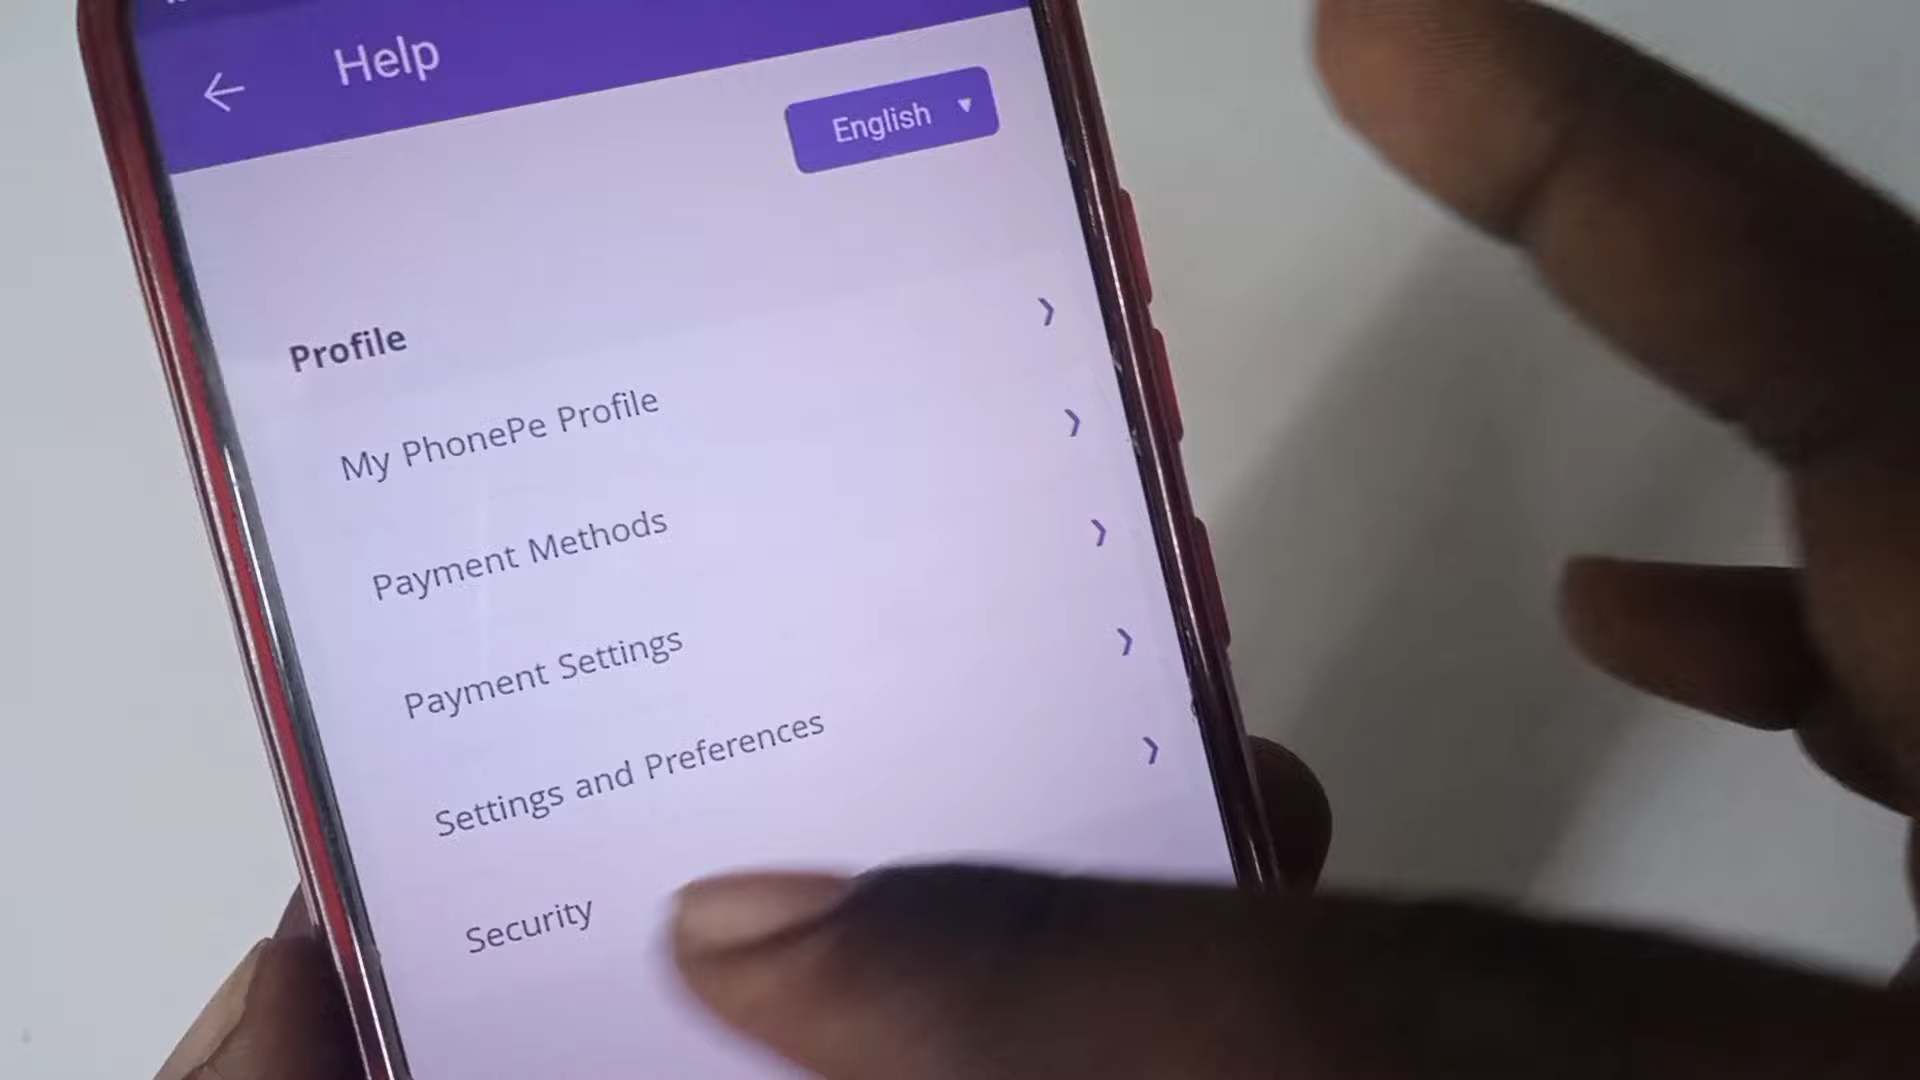 Help
English
Profile
My PhonePe Profile
Payment Methods
Payment Settings
Settings and Preferences
Security